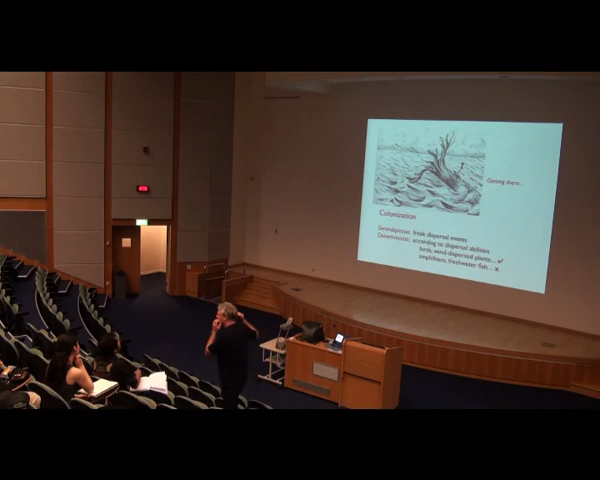 Getting there...
Colonization
Serendipitous: freak dispersal events
Deterministic: according to dispersal abilities
birds, wind-dispersed plants... ✓
amphibians, freshwater fish... ✗